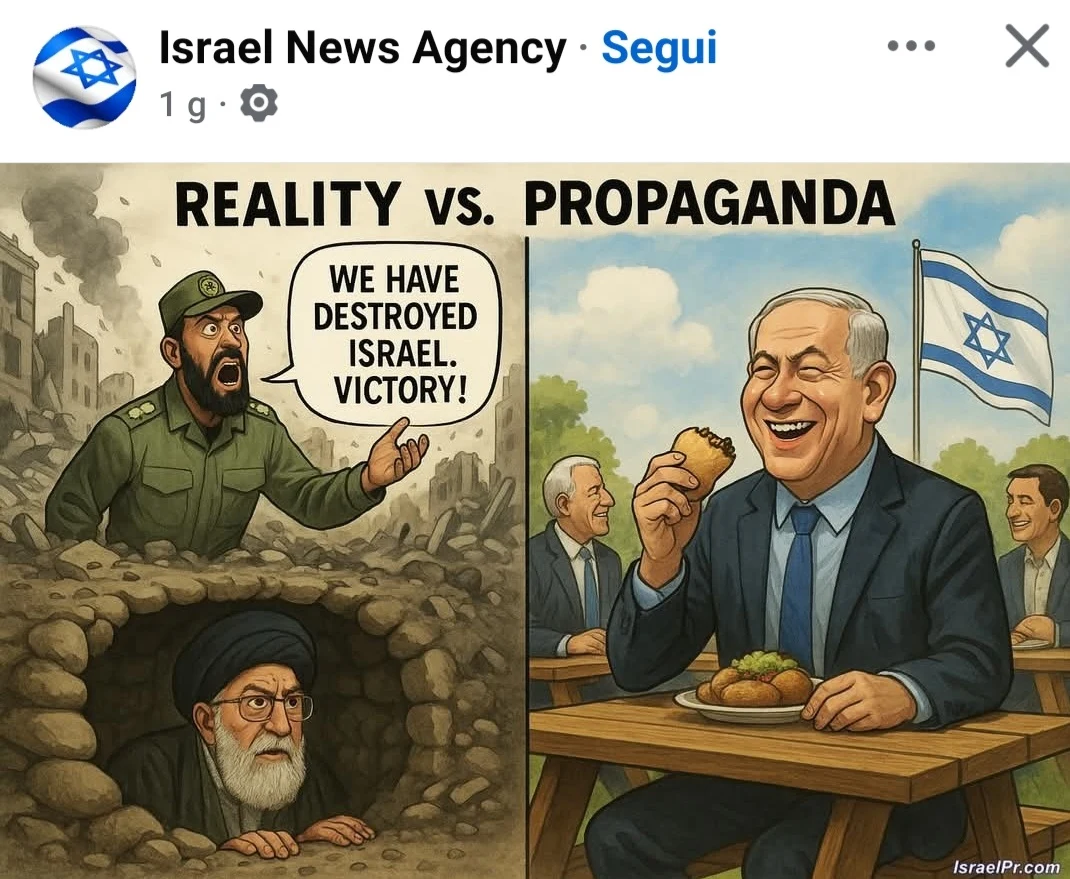 Israel News Agency · Segui
1 g ·
REALITY VS. PROPAGANDA
WE HAVE
DESTROYED
ISRAEL.
VICTORY!
IsraelPr.com